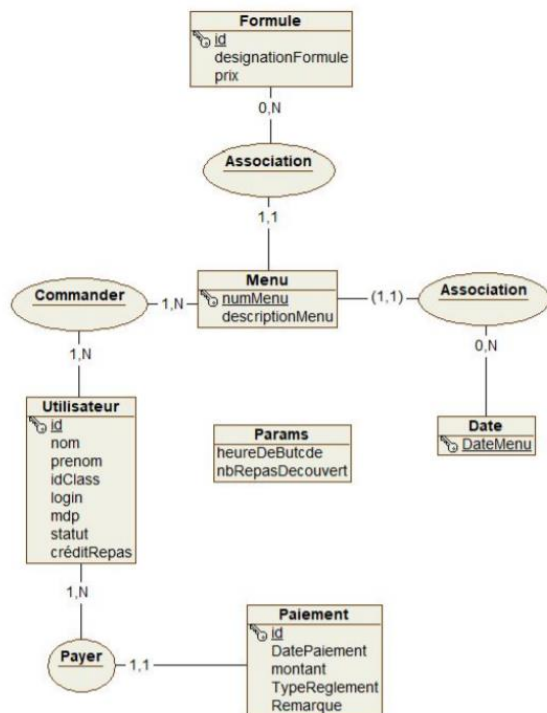 Formule
id
designationFormule
prix
0,N
Association
1,1
Commander
1,N
Menu
numMenu
descriptionMenu
(1,1)
Association
1,N
0,N
Utilisateur
id
nom
prenom
idClass
login
mdp
statut
créditRepas
Params
heureDeButcde
nbRepasDecouvert
Date
DateMenu
1,N
Payer
1,1
Paiement
id
DatePaiement
montant
TypeReglement
Remarque